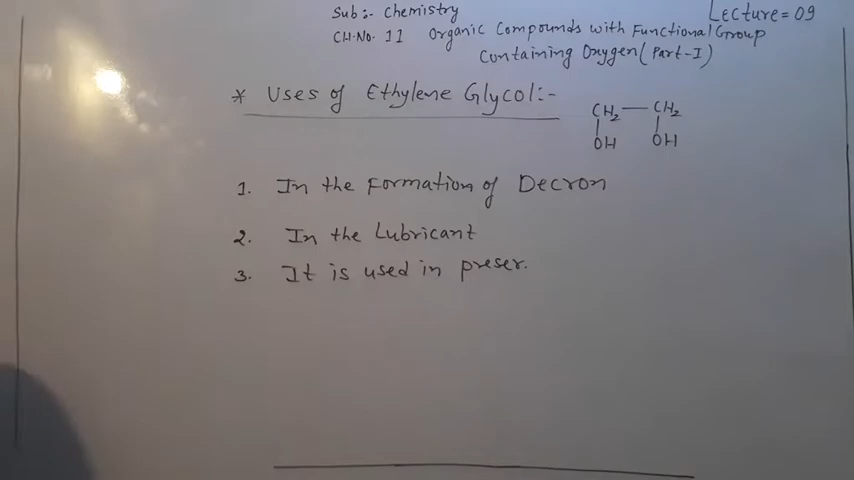 Sub:- Chemistry
Lecture = 09
CH.No. 11 Organic Compounds with Functional Group
Containing Oxygen (Part-I)
* Uses of Ethylene Glycol:-
CH₂ — CH₂
OH OH
1. In the Formation of Decron
2. In the Lubricant
3. It is used in preser.